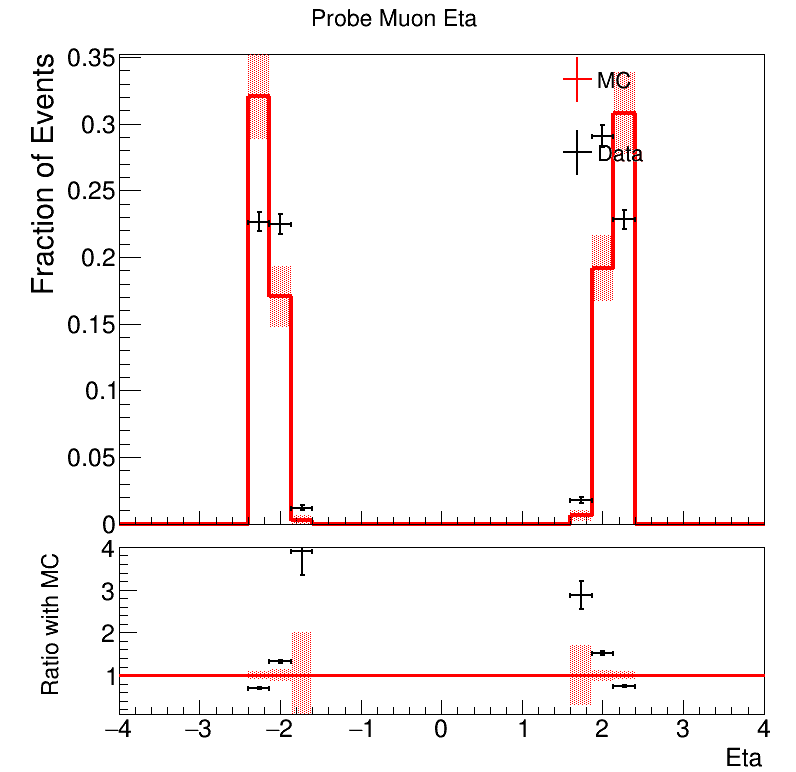 Probe Muon Eta
Fraction of Events
0.35
0.3
0.25
0.2
0.15
0.1
0.05
0
MC
Data
Ratio with MC
4
3
2
1
−4 −3 −2 −1 0 1 2 3 4
Eta